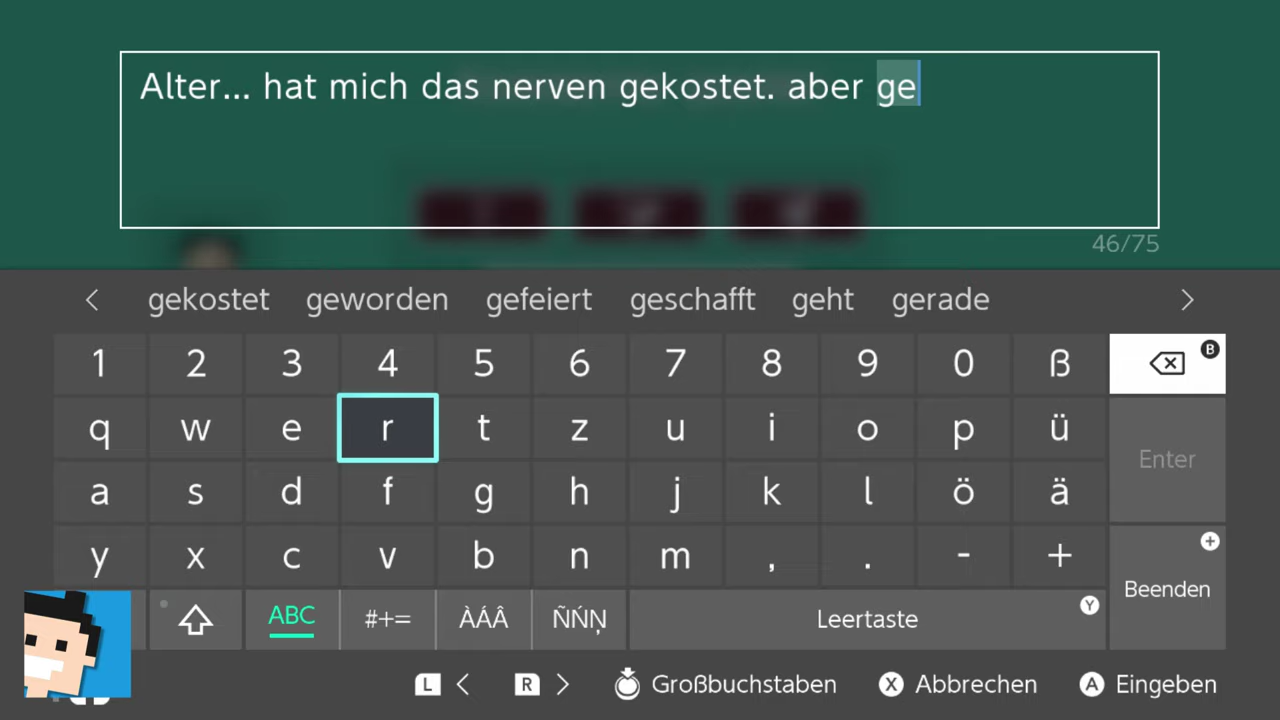 Alter... hat mich das nerven gekostet. aber ge
46/75
gekostet geworden gefeiert geschafft geht gerade
1 2 3 4 5 6 7 8 9 0 ß B
q w e r t z u i o p ü
Enter
a s d f g h j k l ö ä
y x c v b n m , . - +
+
Beenden
ABC #+= ÀÁÂ ÑŃŅ Leertaste Y
L R Großbuchstaben X Abbrechen A Eingeben